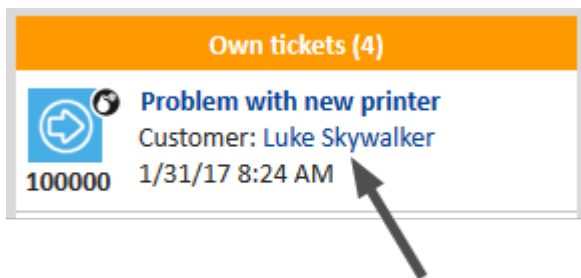 Own tickets (4)
Problem with new printer
Customer: Luke Skywalker
1/31/17 8:24 AM
100000